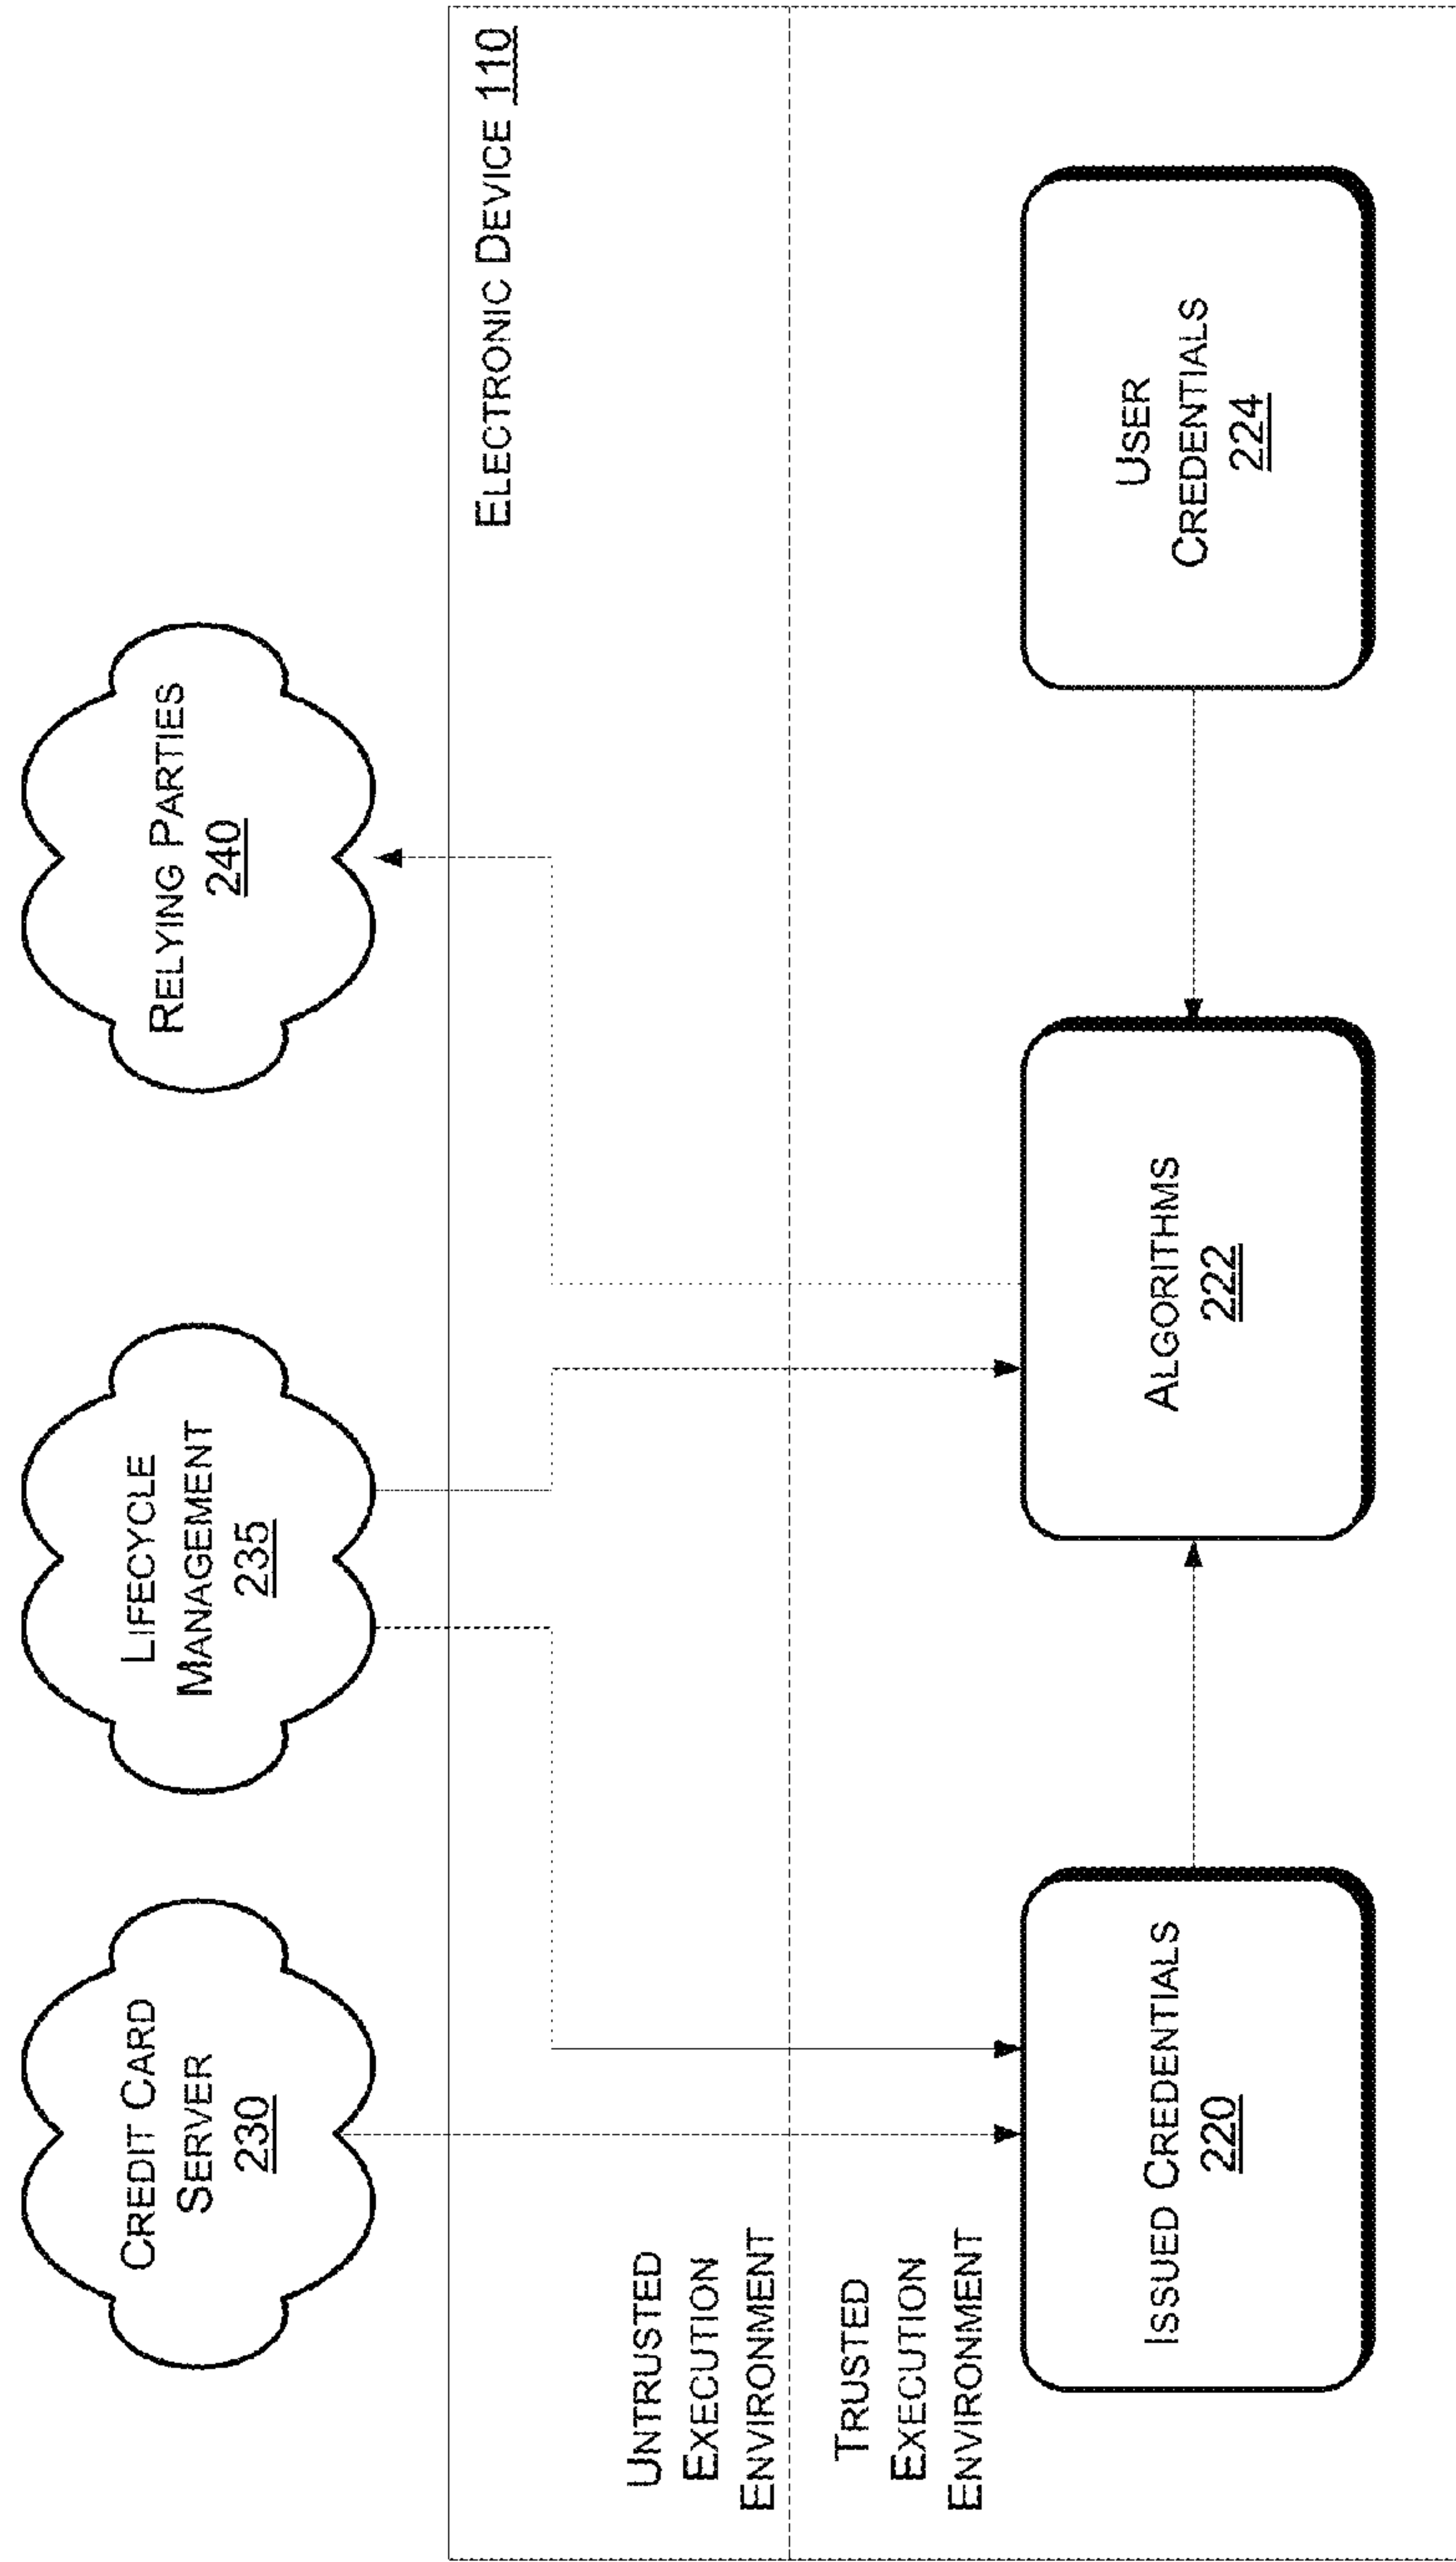 CREDIT CARD
SERVER
230
LIFECYCLE
MANAGEMENT
235
RELYING PARTIES
240
ELECTRONIC DEVICE 110
UNTRUSTED
EXECUTION
ENVIRONMENT
TRUSTED
EXECUTION
ENVIRONMENT
ISSUED CREDENTIALS
220
ALGORITHMS
222
USER
CREDENTIALS
224